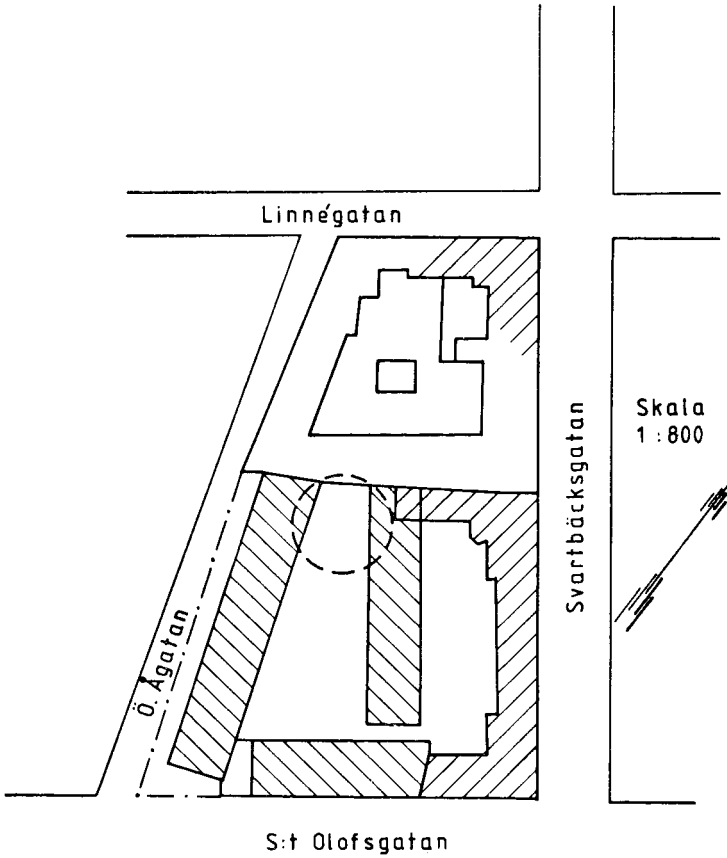 Linnégatan
Skala
1:800
Svartbäcksgatan
Ö. Ågatan
S:t Olofsgatan